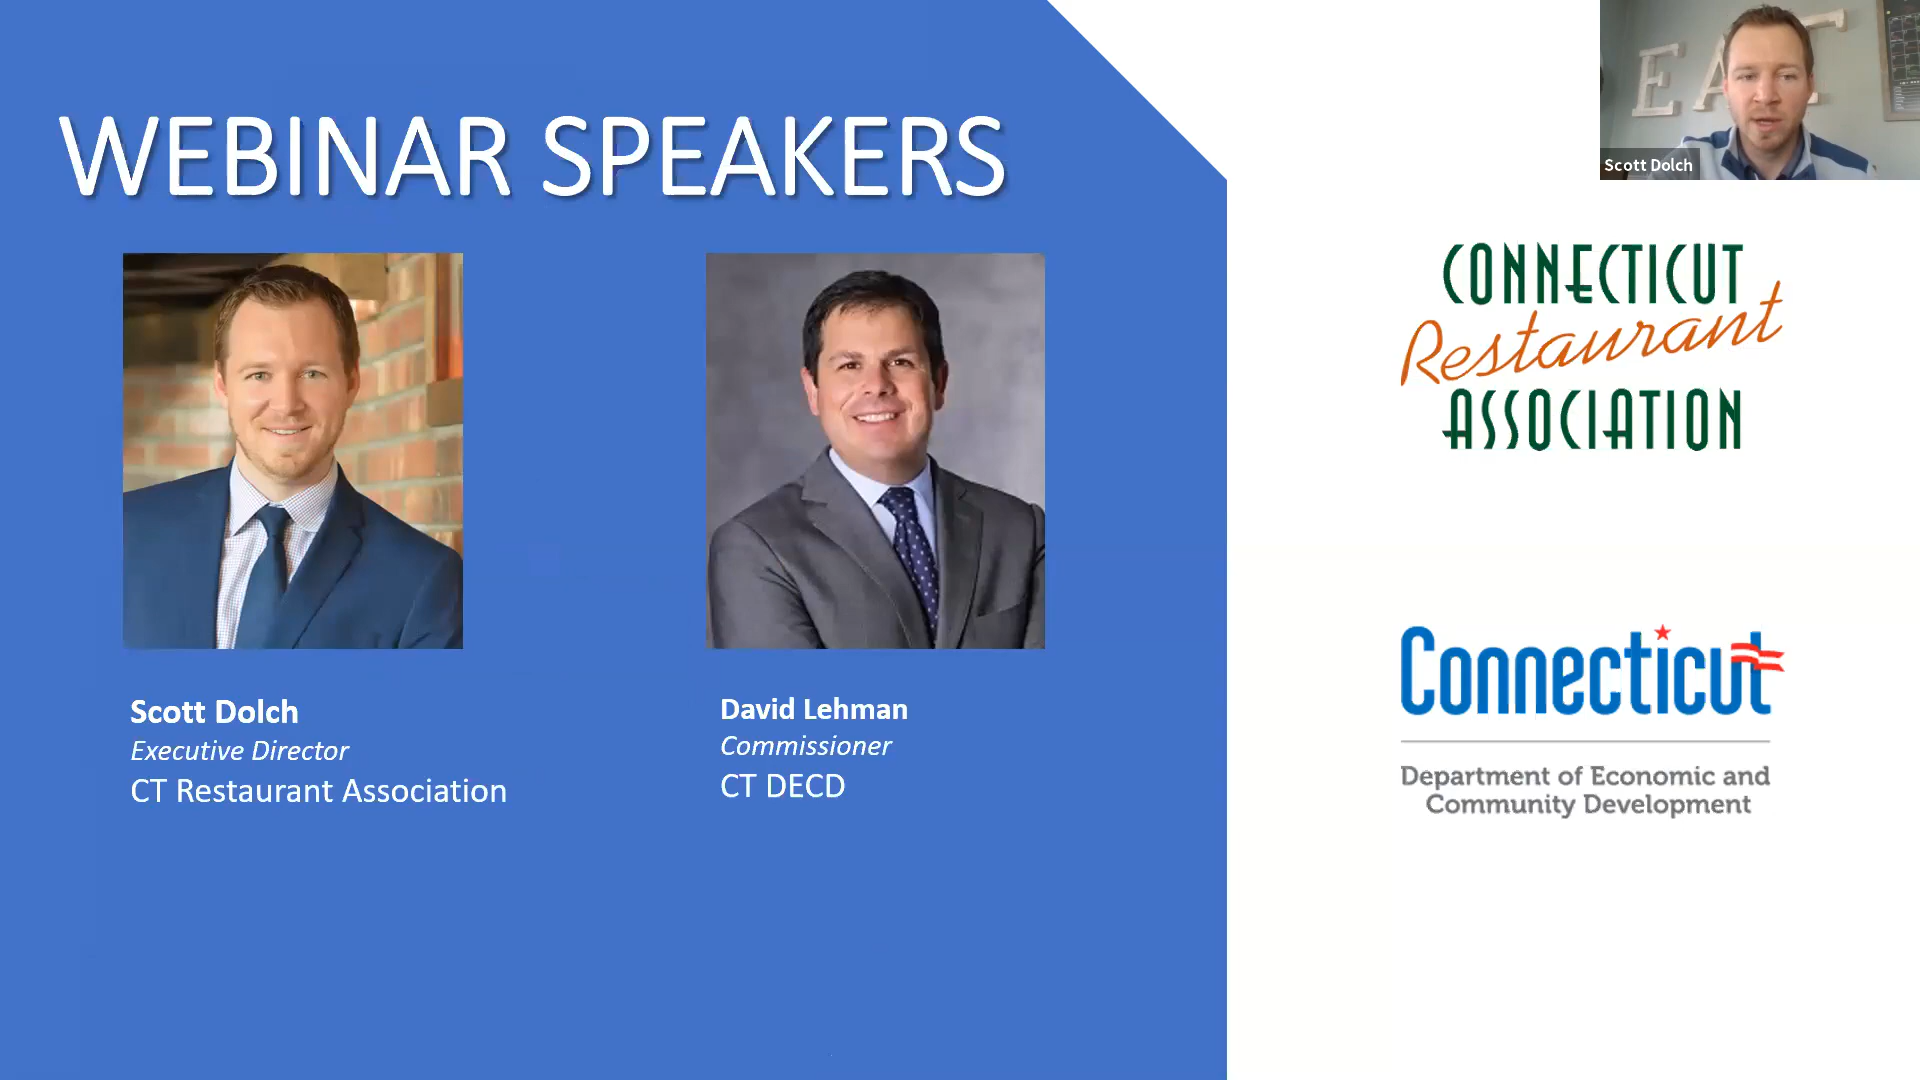 WEBINAR SPEAKERS
Scott Dolch
Executive Director
CT Restaurant Association
David Lehman
Commissioner
CT DECD
EAT
Scott Dolch
CONNECTICUT
Restaurant
ASSOCIATION
Connecticut
Department of Economic and
Community Development